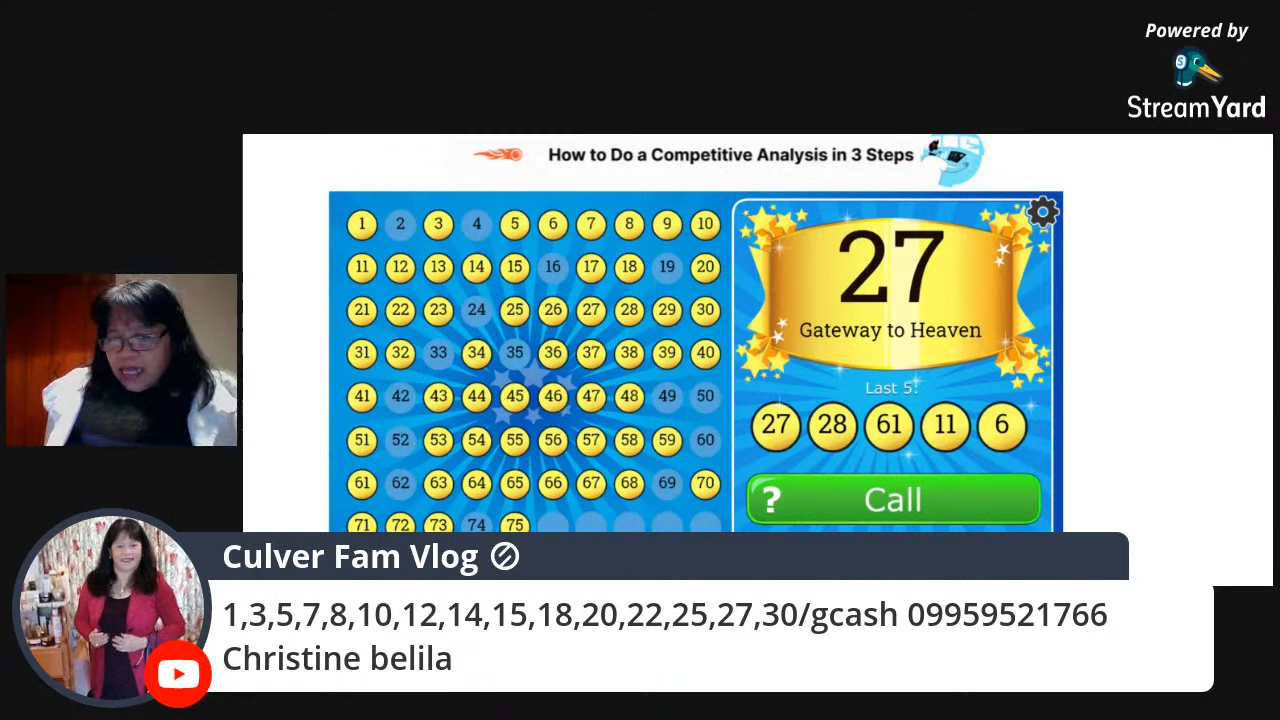 Powered by
StreamYard
How to Do a Competitive Analysis in 3 Steps
1 2 3 4 5 6 7 8 9 10
11 12 13 14 15 16 17 18 19 20
21 22 23 24 25 26 27 28 29 30
31 32 33 34 35 36 37 38 39 40
41 42 43 44 45 46 47 48 49 50
51 52 53 54 55 56 57 58 59 60
61 62 63 64 65 66 67 68 69 70
71 72 73 74 75
27
Gateway to Heaven
Last 5:
27 28 61 11 6
? Call
Culver Fam Vlog
1,3,5,7,8,10,12,14,15,18,20,22,25,27,30/gcash 09959521766
Christine belila